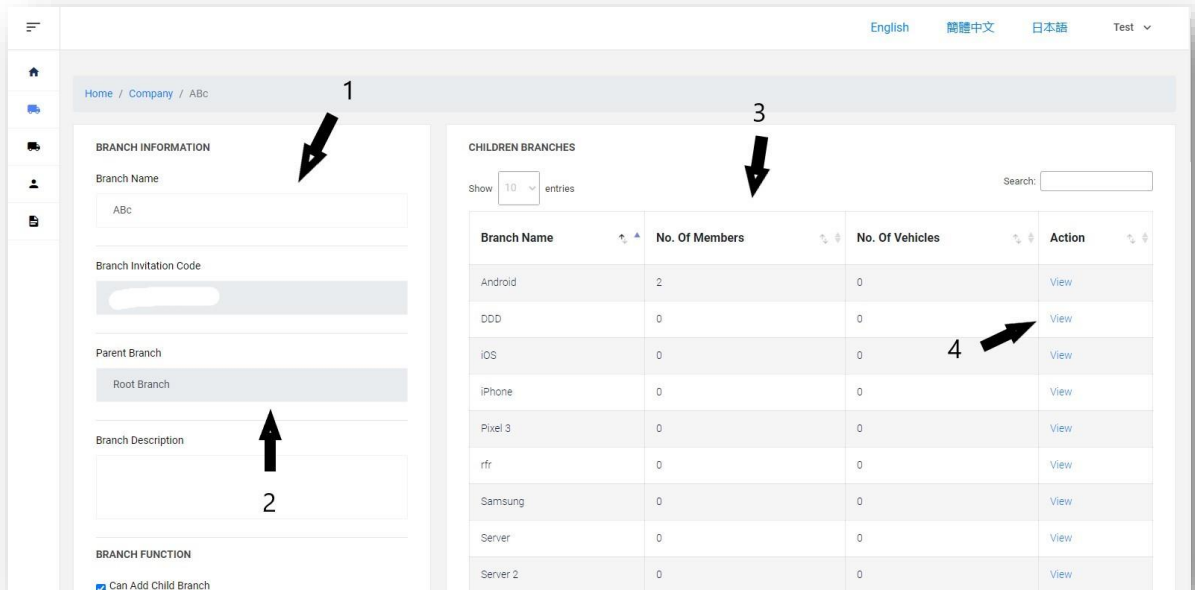 English 簡體中文 日本語 Test
Home / Company / ABc
1
BRANCH INFORMATION
Branch Name
ABc
Branch Invitation Code
Parent Branch
Root Branch
2
Branch Description
BRANCH FUNCTION
Can Add Child Branch
3
CHILDREN BRANCHES
Show 10 entries Search:
Branch Name No. Of Members No. Of Vehicles Action
Android 2 0 View
DDD 0 0 View
4
iOS 0 0 View
iPhone 0 0 View
Pixel 3 0 0 View
rfr 0 0 View
Samsung 0 0 View
Server 0 0 View
Server 2 0 0 View